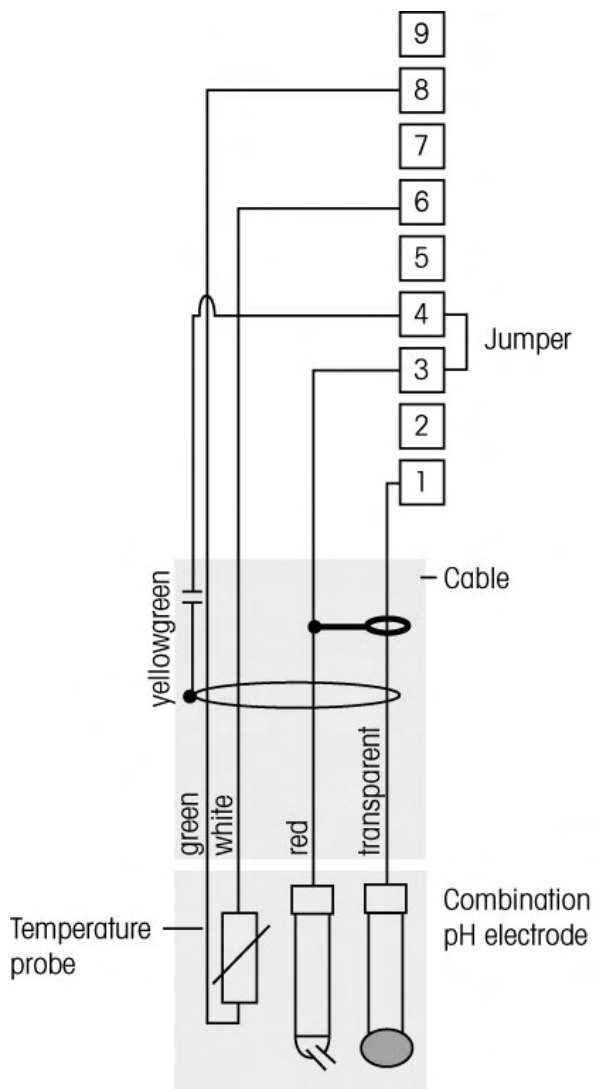 9
8
7
6
5
4
Jumper
3
2
1
Cable
yellowgreen
green
white
red
transparent
Combination
pH electrode
Temperature
probe